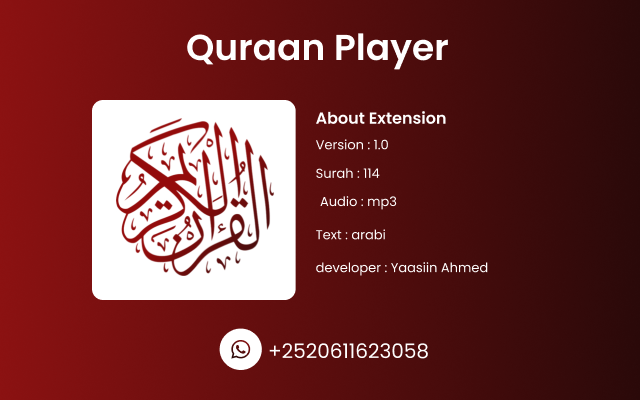 Quraan Player
القرآن الكريم
About Extension
Version : 1.0
Surah : 114
Audio : mp3
Text : arabi
developer : Yaasiin Ahmed
+2520611623058